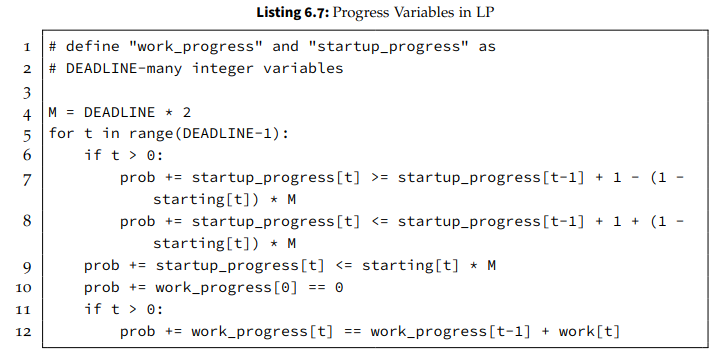 Listing 6.7: Progress Variables in LP
1 # define "work_progress" and "startup_progress" as
2 # DEADLINE-many integer variables
3
4 M = DEADLINE * 2
5 for t in range(DEADLINE-1):
6     if t > 0:
7         prob += startup_progress[t] >= startup_progress[t-1] + 1 - (1 -
            starting[t]) * M
8         prob += startup_progress[t] <= startup_progress[t-1] + 1 + (1 -
            starting[t]) * M
9     prob += startup_progress[t] <= starting[t] * M
10     prob += work_progress[0] == 0
11     if t > 0:
12         prob += work_progress[t] == work_progress[t-1] + work[t]